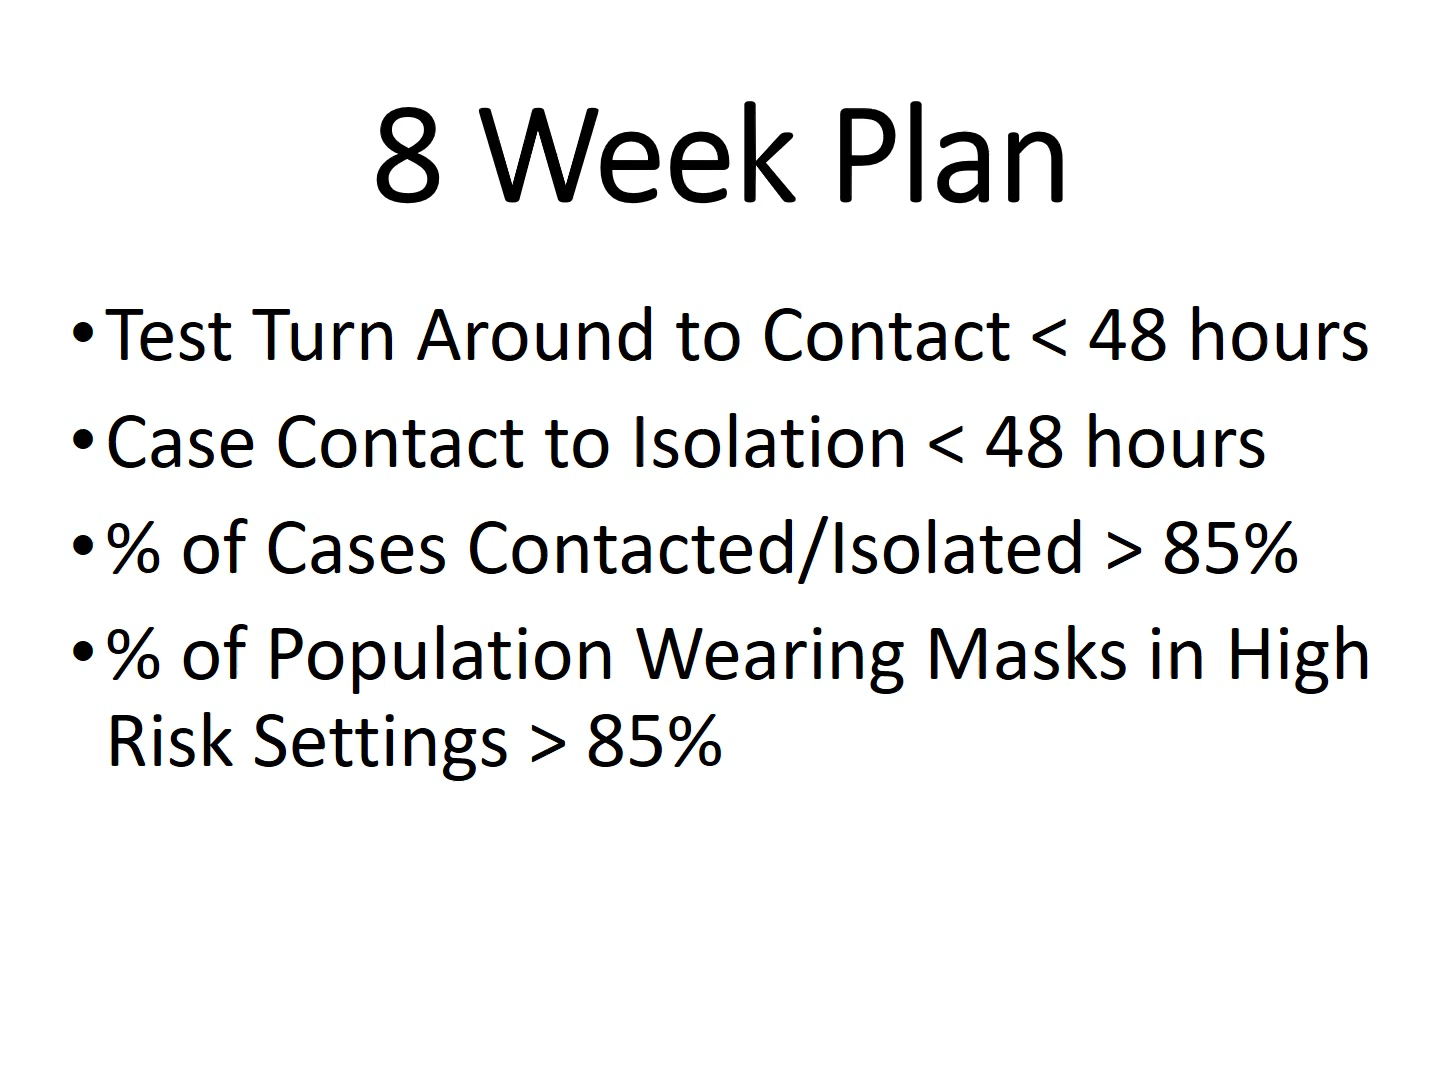 8 Week Plan
• Test Turn Around to Contact < 48 hours
• Case Contact to Isolation < 48 hours
• % of Cases Contacted/Isolated > 85%
• % of Population Wearing Masks in High
Risk Settings > 85%